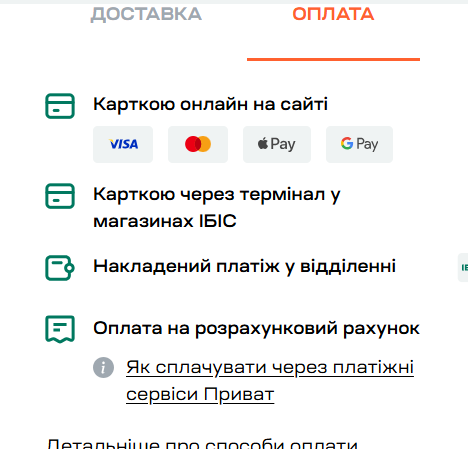 ДОСТАВКА ОПЛАТА
Карткою онлайн на сайті
VISA Pay G Pay
Карткою через термінал у
магазинах ІБІС
Накладений платіж у відділенні
Оплата на розрахунковий рахунок
i Як сплачувати через платіжні
сервіси Приват
Детальніше про способи оплати